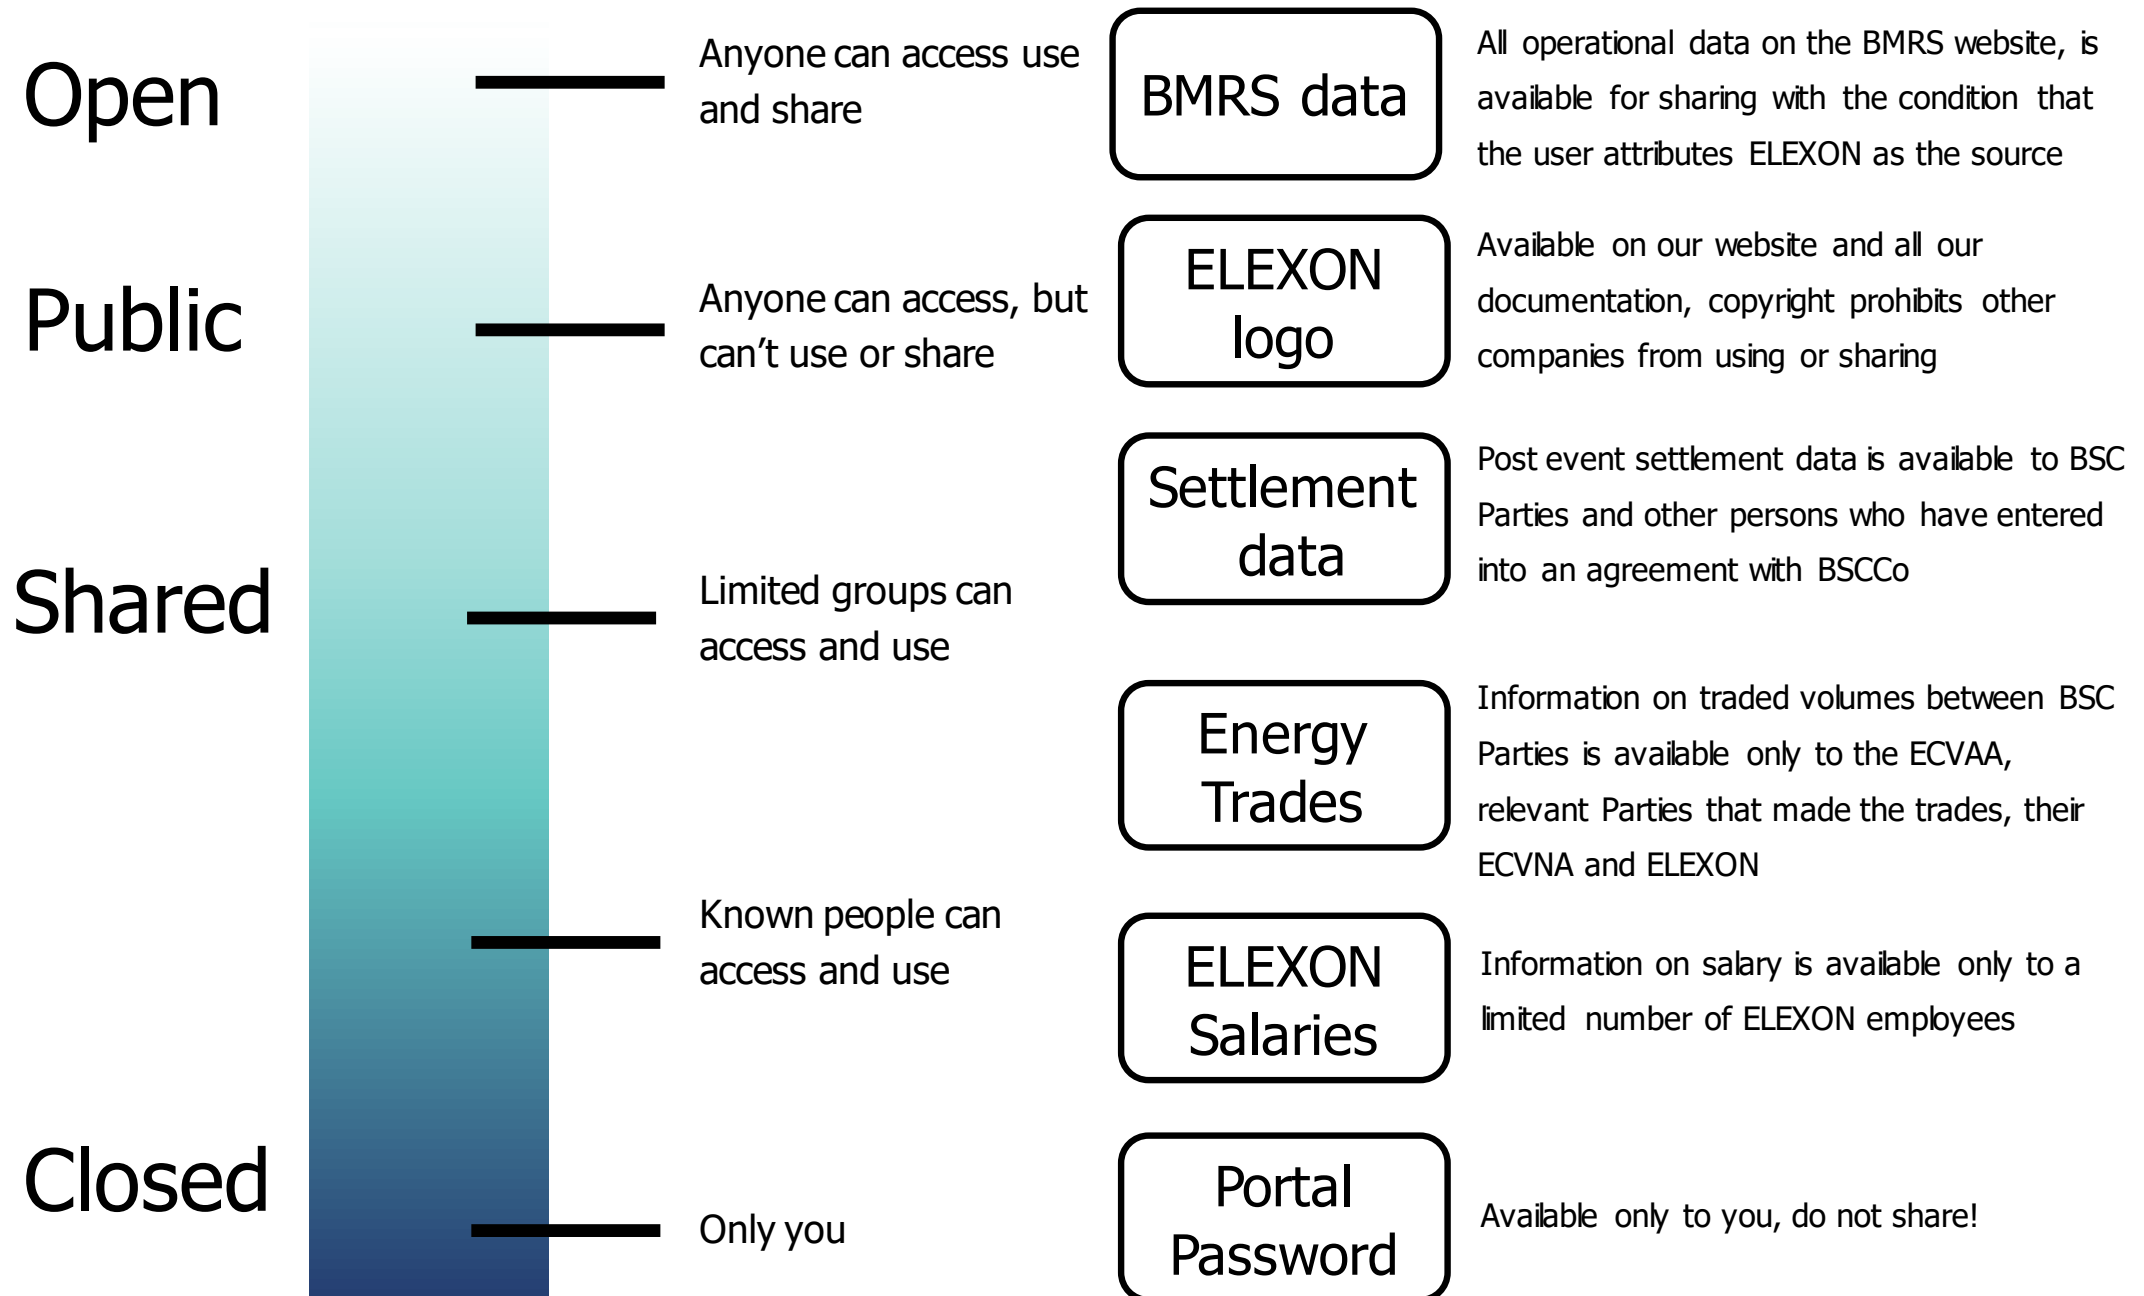 Open
Anyone can access use
and share
BMRS data
All operational data on the BMRS website, is
available for sharing with the condition that
the user attributes ELEXON as the source
Public
Anyone can access, but
can’t use or share
ELEXON
logo
Available on our website and all our
documentation, copyright prohibits other
companies from using or sharing
Shared
Limited groups can
access and use
Settlement
data
Post event settlement data is available to BSC
Parties and other persons who have entered
into an agreement with BSCCo
Energy
Trades
Information on traded volumes between BSC
Parties is available only to the ECVAA,
relevant Parties that made the trades, their
ECVNA and ELEXON
Known people can
access and use
ELEXON
Salaries
Information on salary is available only to a
limited number of ELEXON employees
Closed
Only you
Portal
Password
Available only to you, do not share!